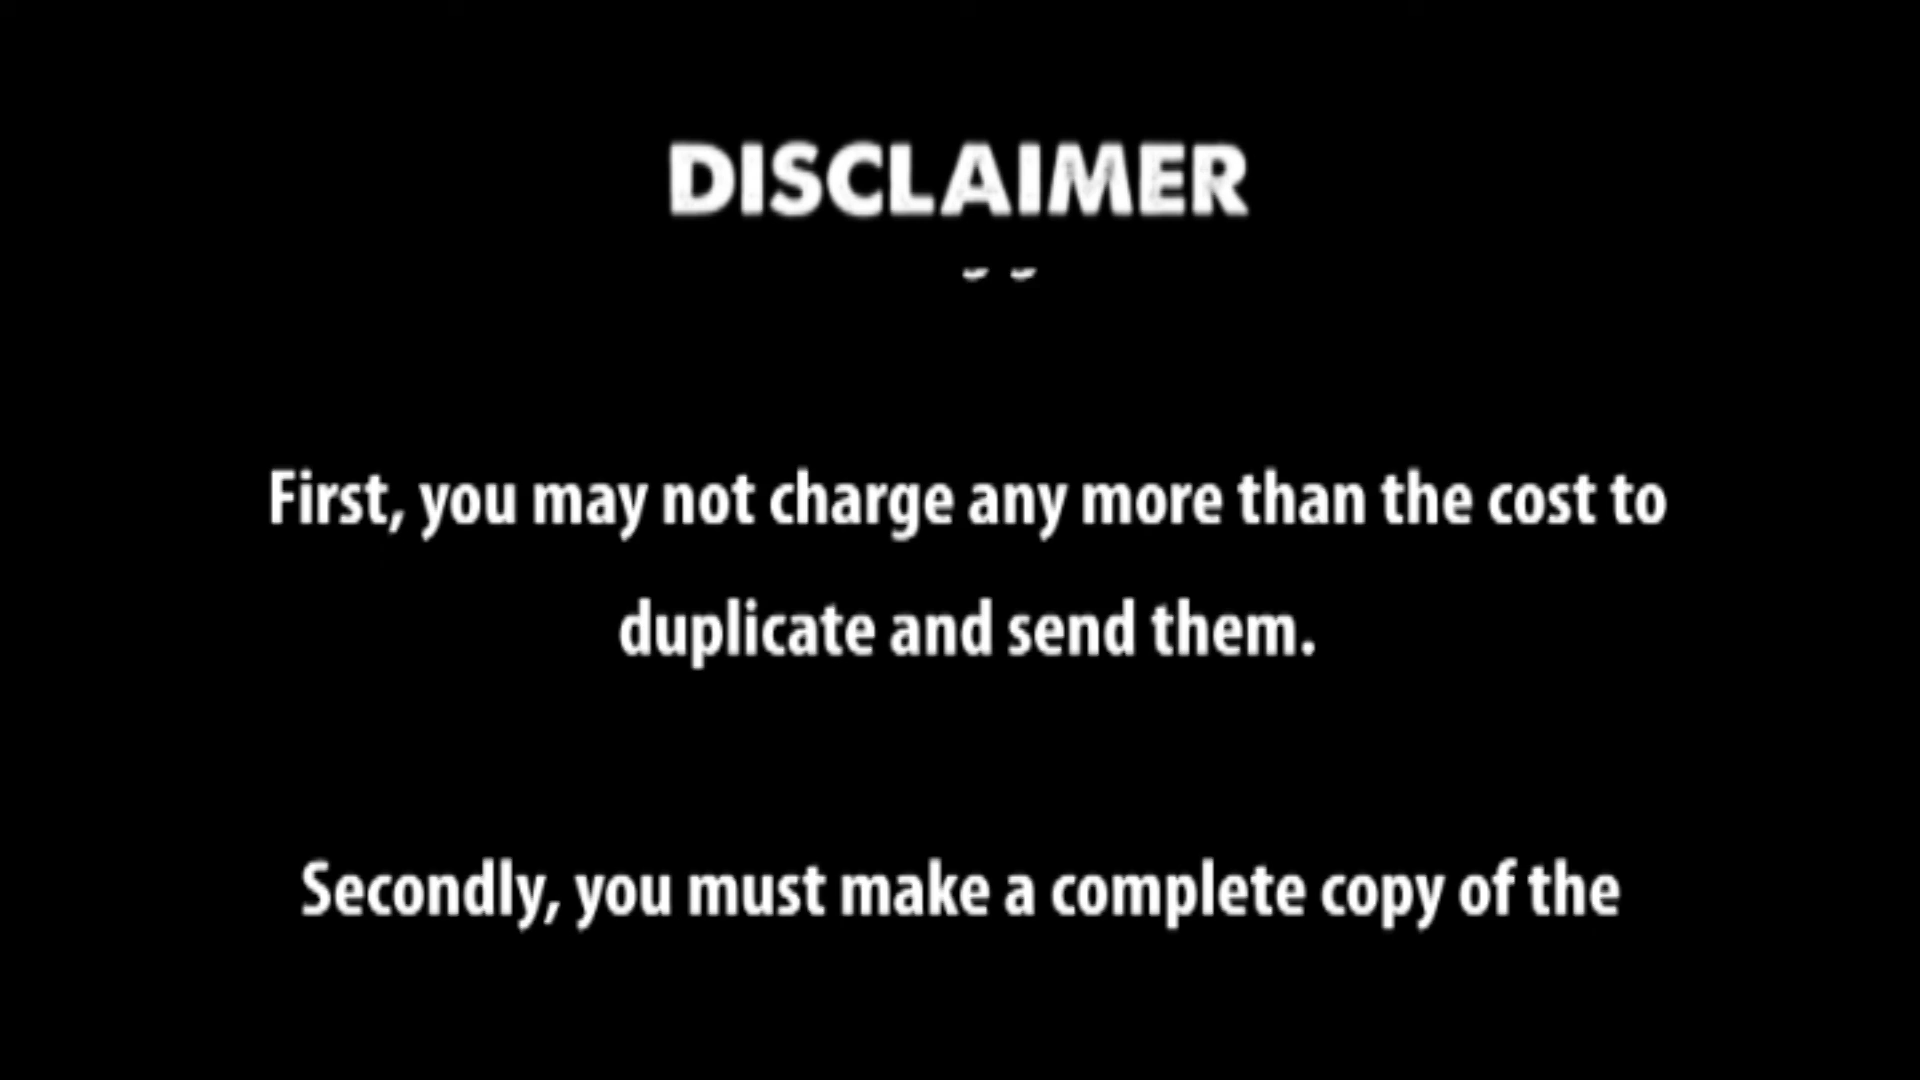 DISCLAIMER
First, you may not charge any more than the cost to
duplicate and send them.
Secondly, you must make a complete copy of the